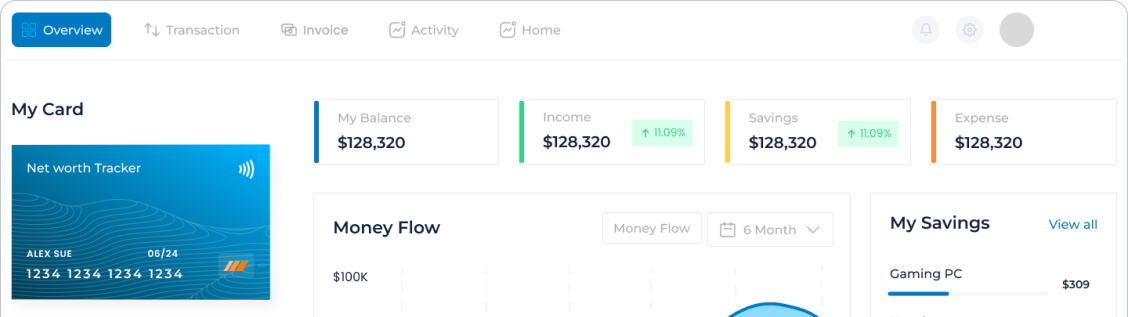 Overview
Transaction
Invoice
Activity
Home
My Card
Net worth Tracker
ALEX SUE
06/24
1234 1234 1234 1234
My Balance
$128,320
Income
$128,320
11.09%
Savings
$128,320
11.09%
Expense
$128,320
Money Flow
Money Flow
6 Month
$100K
My Savings
View all
Gaming PC
$309